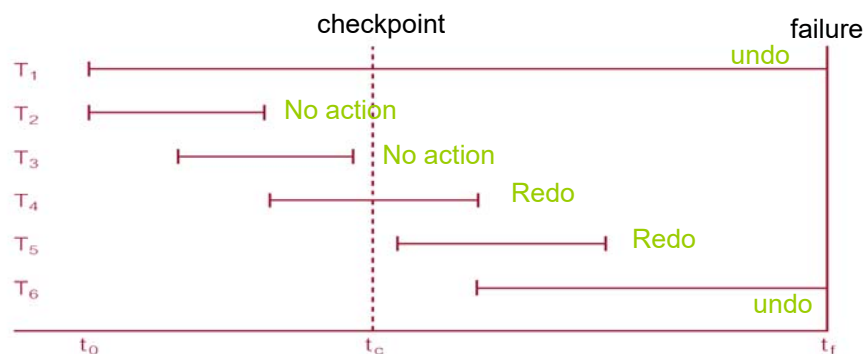 checkpoint
failure
T1 undo
T2 No action
T3 No action
T4 Redo
T5 Redo
T6 undo
t0 tc tf